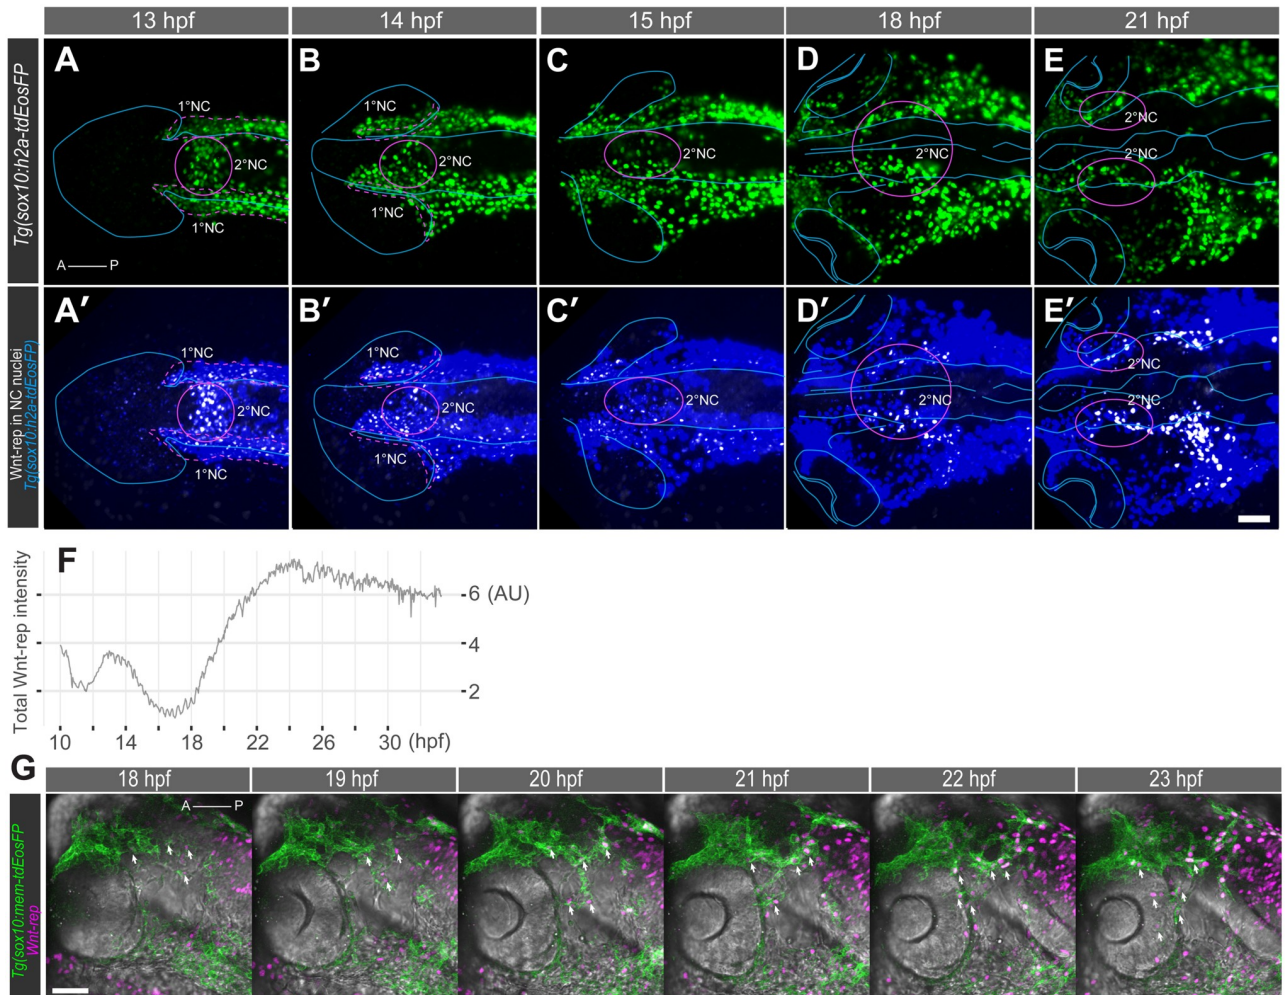 13 hpf
14 hpf
15 hpf
18 hpf
21 hpf
Tg(sox10:h2a-tdEosFP)
A
1°NC
2°NC
1°NC
A P
B
1°NC
2°NC
1°NC
C
2°NC
D
2°NC
E
2°NC
2°NC
Wnt-rep in NC nuclei
Tg(sox10:h2a-tdEosFP)
A′
1°NC
2°NC
1°NC
B′
1°NC
2°NC
1°NC
C′
2°NC
D′
2°NC
E′
2°NC
2°NC
F
Total Wnt-rep intensity
6 (AU)
4
2
10 14 18 22 26 30 (hpf)
G
18 hpf
19 hpf
20 hpf
21 hpf
22 hpf
23 hpf
Tg(sox10:mem-tdEosFP)
Wnt-rep
A P